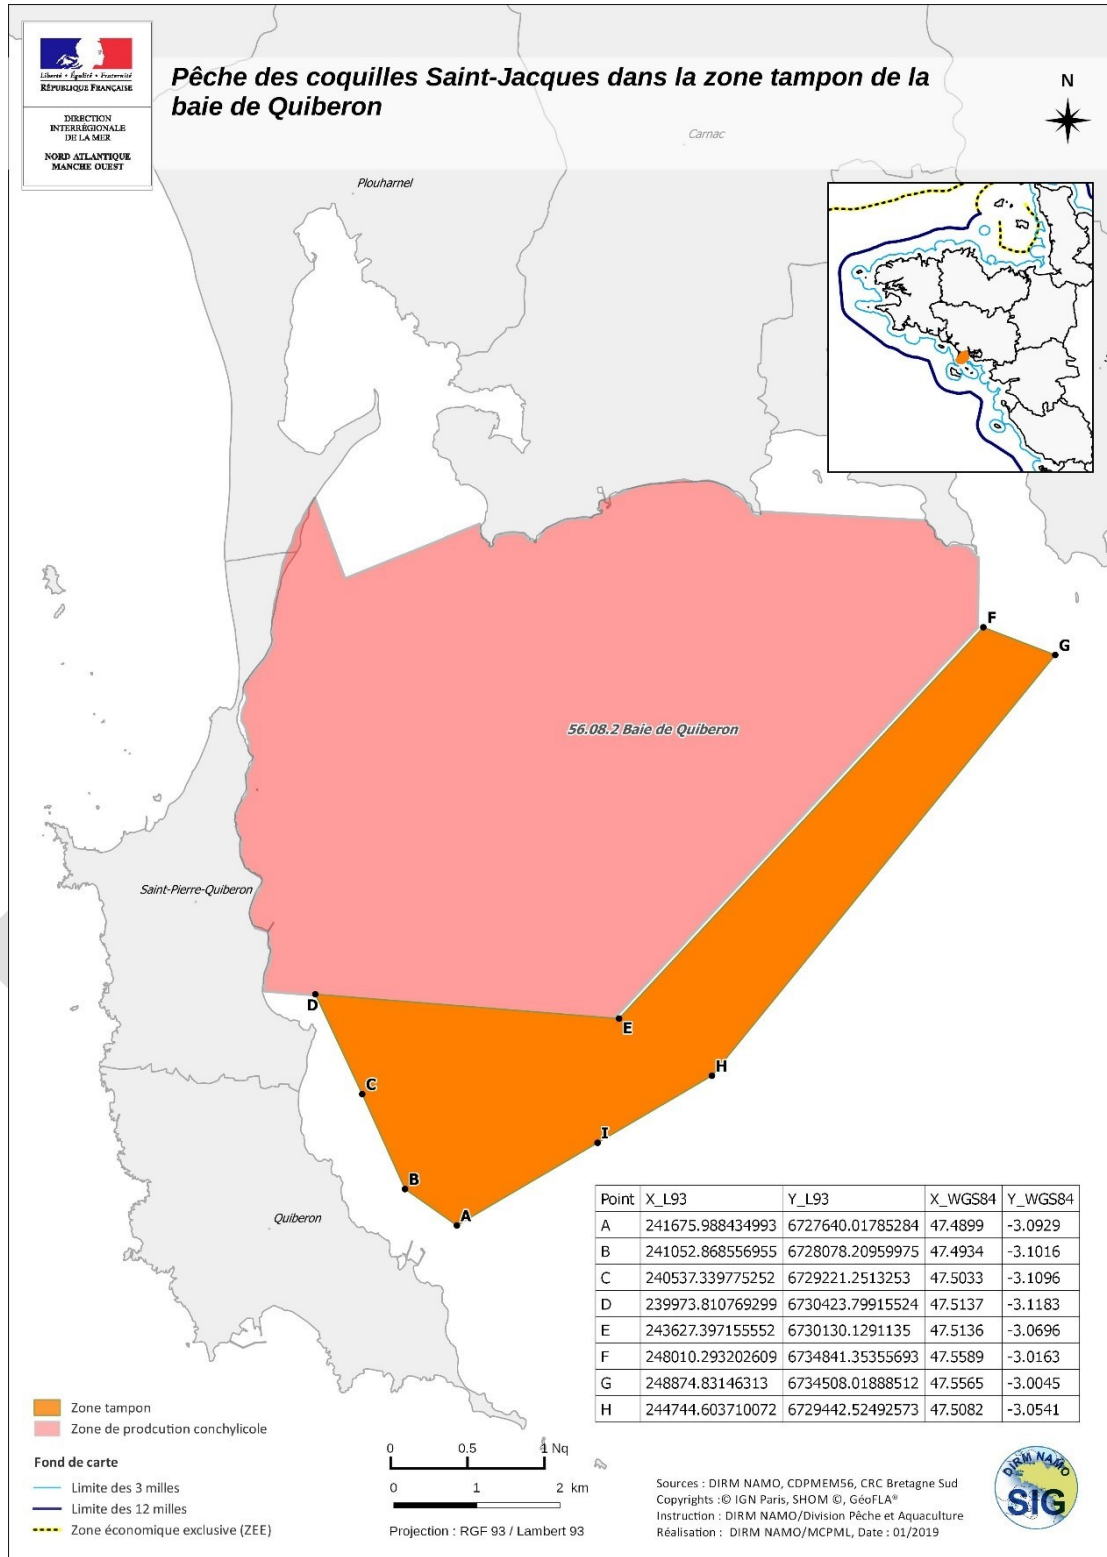 Liberté • Égalité • Fraternité
RÉPUBLIQUE FRANÇAISE
DIRECTION
INTERRÉGIONALE
DE LA MER
NORD ATLANTIQUE
MANCHE OUEST
Pêche des coquilles Saint-Jacques dans la zone tampon de la
baie de Quiberon
N
Carnac
Plouharnel
F
G
56.08.2 Baie de Quiberon
Saint-Pierre-Quiberon
D
E
H
C
I
B
A
Quiberon
Point X_L93 Y_L93 X_WGS84 Y_WGS84
A 241675.988434993 6727640.01785284 47.4899 -3.0929
B 241052.868556955 6728078.20959975 47.4934 -3.1016
C 240537.339775252 6729221.2513253 47.5033 -3.1096
D 239973.810769299 6730423.79915524 47.5137 -3.1183
E 243627.397155552 6730130.1291135 47.5136 -3.0696
F 248010.293202609 6734841.35355693 47.5589 -3.0163
G 248874.83146313 6734508.01888512 47.5565 -3.0045
H 244744.603710072 6729442.52492573 47.5082 -3.0541
Zone tampon
Zone de prodcution conchylicole
Fond de carte
Limite des 3 milles
Limite des 12 milles
Zone économique exclusive (ZEE)
0 0.5 1 Nq
0 1 2 km
Projection : RGF 93 / Lambert 93
Sources : DIRM NAMO, CDPMEM56, CRC Bretagne Sud
Copyrights :© IGN Paris, SHOM ©, GéoFLA®
Instruction : DIRM NAMO/Division Pêche et Aquaculture
Réalisation : DIRM NAMO/MCPML, Date : 01/2019
DIRM NAMO
SIG